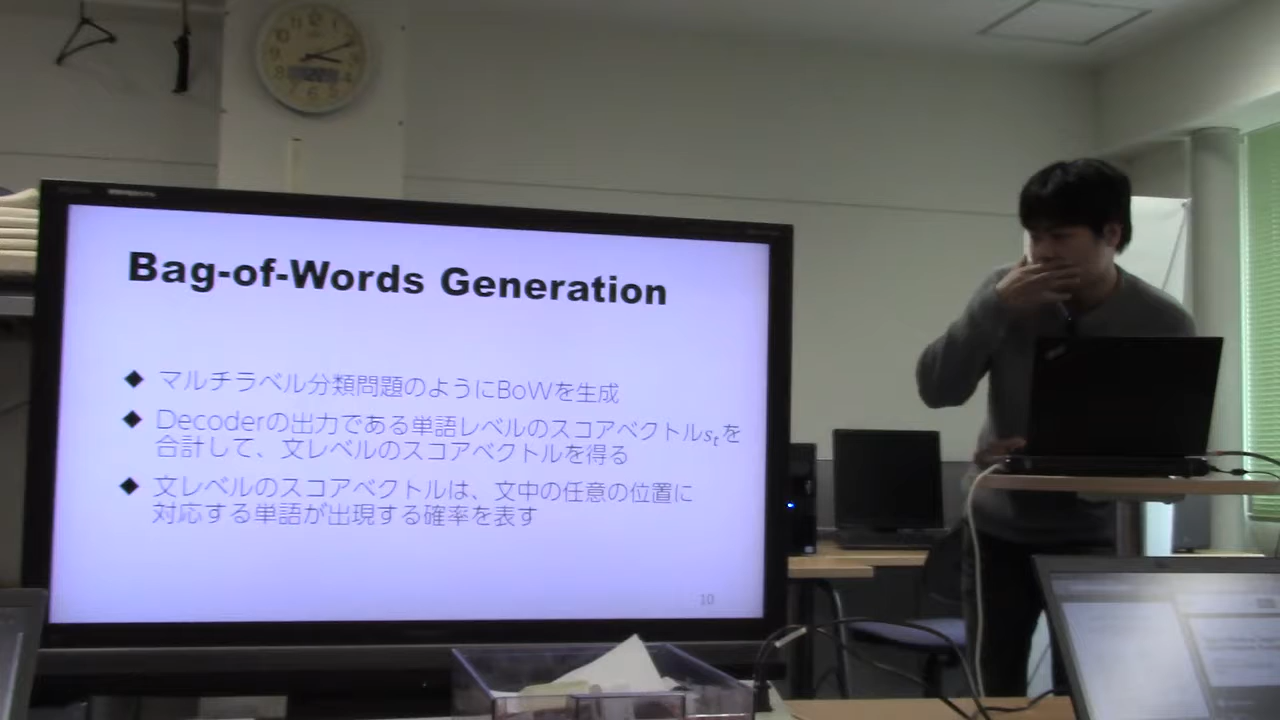 Bag-of-Words Generation
◆ マルチラベル分類問題のようにBoWを生成
◆ Decoderの出力である単語レベルのスコアベクトルsₜを
合計して、文レベルのスコアベクトルを得る
◆ 文レベルのスコアベクトルは、文中の任意の位置に
対応する単語が出現する確率を表す
10